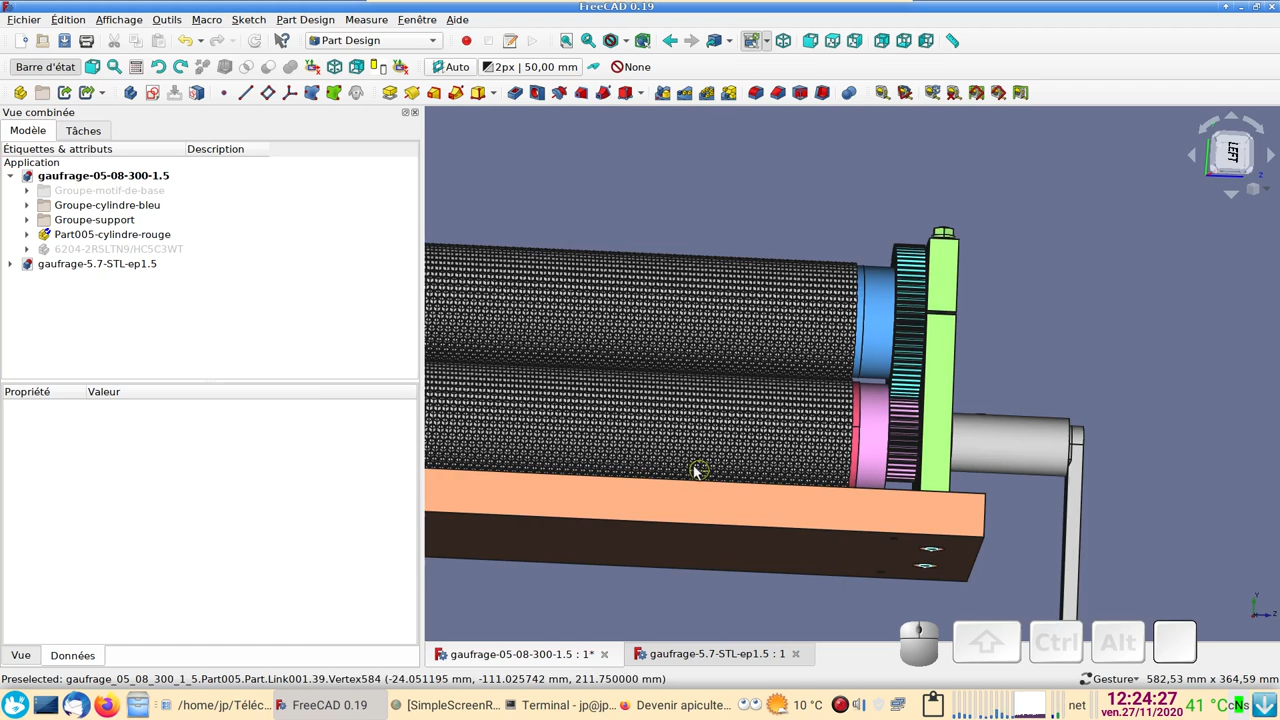 FreeCAD 0.19
Fichier Édition Affichage Outils Macro Sketch Part Design Measure Fenêtre Aide
Part Design
Barre d'état Auto 2px | 50,00 mm None
Vue combinée
Modèle Tâches
Étiquettes & attributs Description
Application
gaufrage-05-08-300-1.5
Groupe-motif-de-base
Groupe-cylindre-bleu
Groupe-support
Part005-cylindre-rouge
6204-2RSLTN9/HC5C3WT
gaufrage-5.7-STL-ep1.5
LEFT
Z
Propriété Valeur
Y
Z
Ctrl Alt
Vue Données
gaufrage-05-08-300-1.5 : 1* gaufrage-5.7-STL-ep1.5 : 1
Preselected: gaufrage_05_08_300_1_5.Part005.Part.Link001.39.Vertex584 (-24.051195 mm, -111.025742 mm, 211.750000 mm) Gesture 582,53 mm x 364,59 mm
/home/jp/Téléc... FreeCAD 0.19 [SimpleScreenR... Terminal - jp@jp... Devenir apiculte... 10 °C net 12:24:27 ven.27/11/2020 41 °C cNs